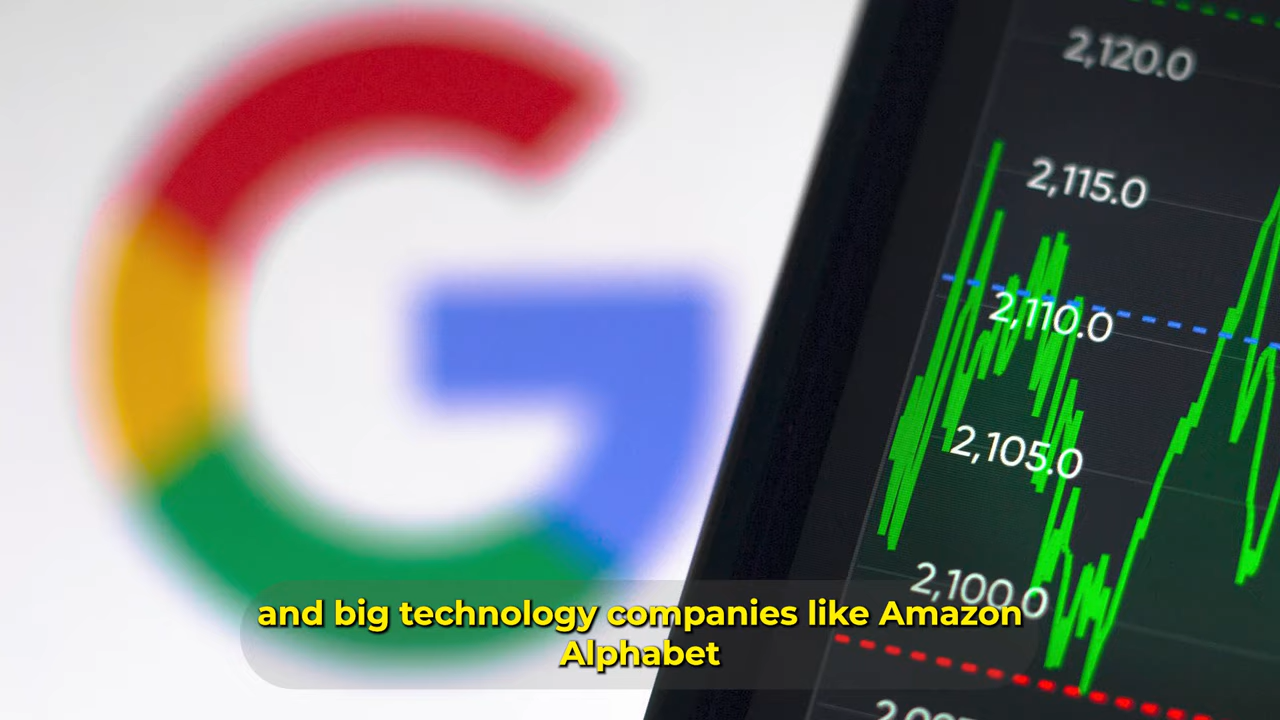 2,120.0
2,115.0
2,110.0
2,105.0
2,100.0
and big technology companies like Amazon
Alphabet